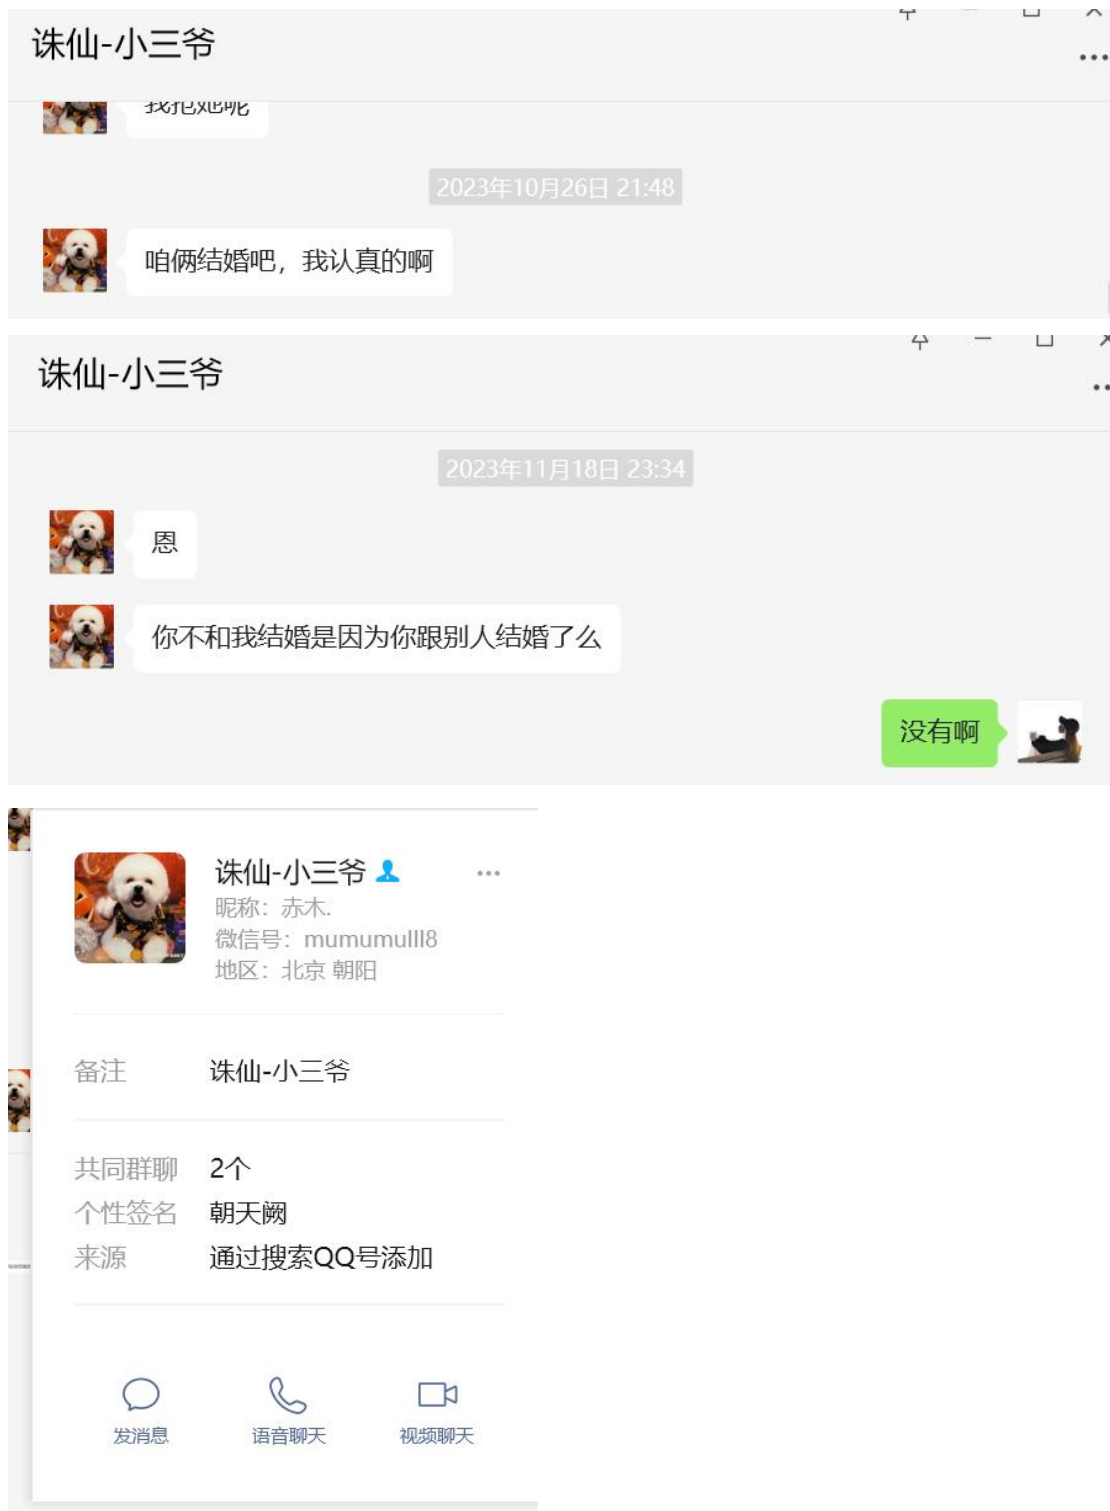 诛仙-小三爷
我抱她呢
2023年10月26日 21:48
咱俩结婚吧，我认真的啊
诛仙-小三爷
2023年11月18日 23:34
恩
你不和我结婚是因为你跟别人结婚了么
没有啊
诛仙-小三爷
昵称：赤木.
微信号：mumumulll8
地区：北京 朝阳
备注 诛仙-小三爷
共同群聊 2个
个性签名 朝天阙
来源 通过搜索QQ号添加
发消息 语音聊天 视频聊天